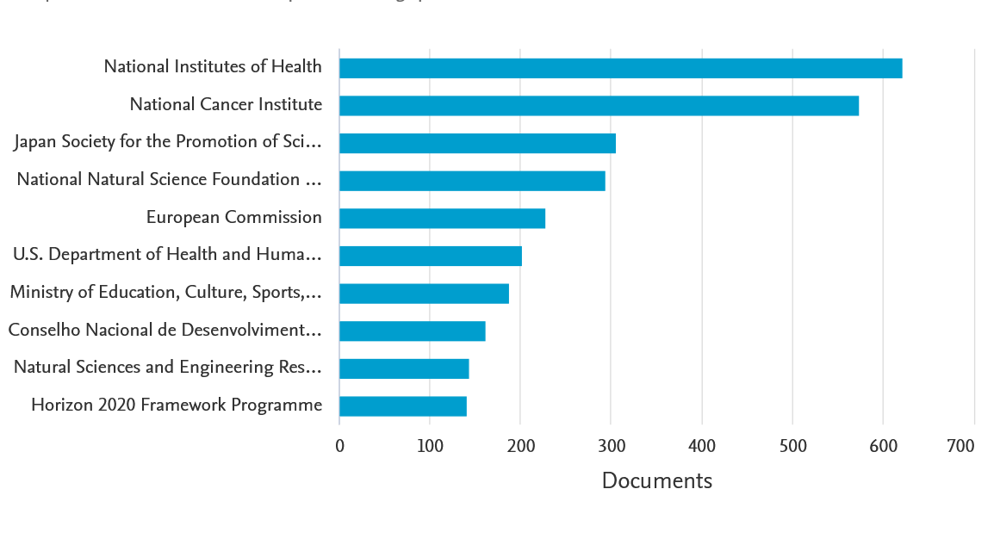 National Institutes of Health
National Cancer Institute
Japan Society for the Promotion of Sci...
National Natural Science Foundation ...
European Commission
U.S. Department of Health and Huma...
Ministry of Education, Culture, Sports,...
Conselho Nacional de Desenvolviment...
Natural Sciences and Engineering Res...
Horizon 2020 Framework Programme
0 100 200 300 400 500 600 700
Documents